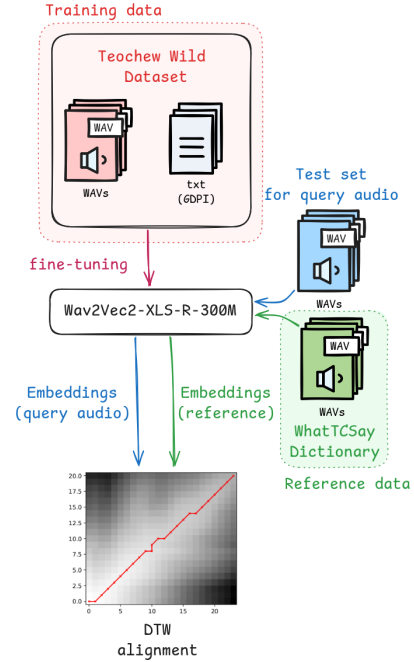 Training data
Teochew Wild
Dataset
WAV
WAVs
txt
(GDPI)
Test set
for query audio
WAV
WAVs
fine-tuning
Wav2Vec2-XLS-R-300M
WAV
WAVs
WhatTCSay
Dictionary
Reference data
Embeddings
(query audio)
Embeddings
(reference)
20.0
17.5
15.0
12.5
10.0
7.5
5.0
2.5
0.0
0 5 10 15 20
DTW
alignment